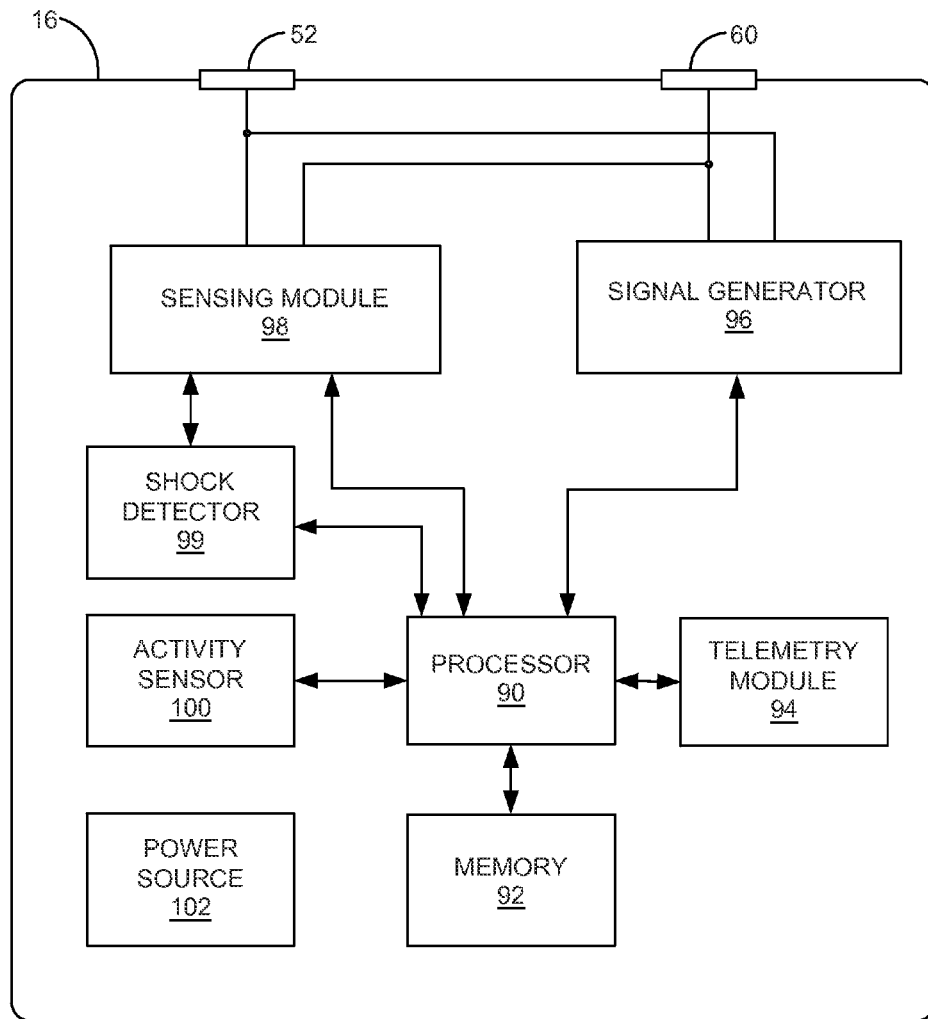 16
52
60
SENSING MODULE
98
SIGNAL GENERATOR
96
SHOCK
DETECTOR
99
ACTIVITY
SENSOR
100
PROCESSOR
90
TELEMETRY
MODULE
94
POWER
SOURCE
102
MEMORY
92